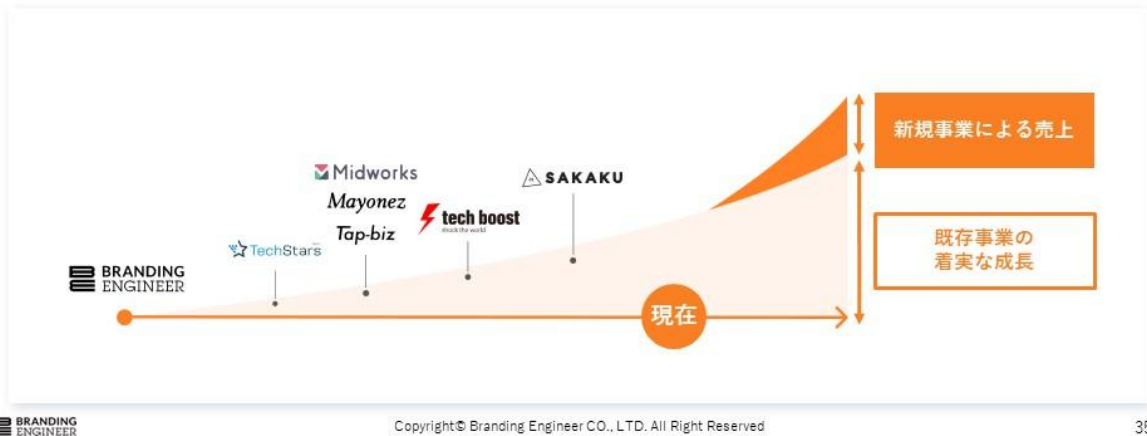 BRANDING
ENGINEER
TechStars
Midworks
Mayonez
Tap-biz
tech boost
SAKAKU
現在
新規事業による売上
既存事業の
着実な成長
BRANDING
ENGINEER
Copyright© Branding Engineer CO., LTD. All Right Reserved